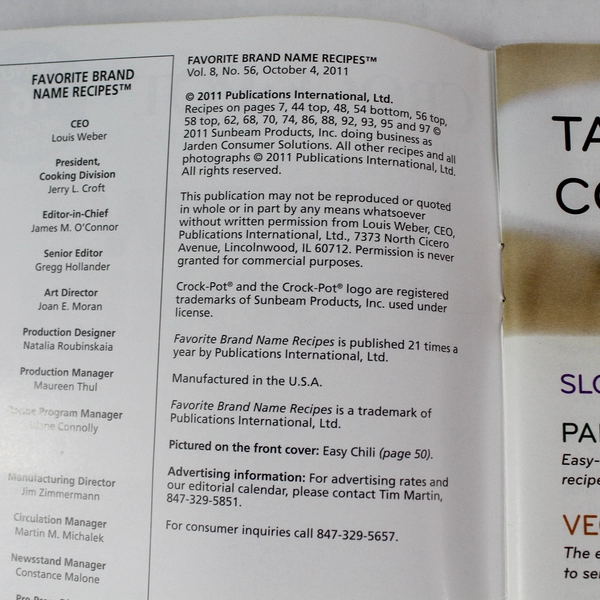 FAVORITE BRAND
NAME RECIPES™
CEO
Louis Weber
President,
Cooking Division
Jerry L. Croft
Editor-in-Chief
James M. O'Connor
Senior Editor
Gregg Hollander
Art Director
Joan E. Moran
Production Designer
Natalia Roubinskaia
Production Manager
Maureen Thul
Program Manager
Connolly
Manufacturing Director
Jim Zimmermann
Circulation Manager
Martin M. Michalek
Newsstand Manager
Constance Malone
FAVORITE BRAND NAME RECIPES™
Vol. 8, No. 56, October 4, 2011
© 2011 Publications International, Ltd.
Recipes on pages 7, 44 top, 48, 54 bottom, 56 top,
58 top, 62, 68, 70, 74, 86, 88, 92, 93, 95 and 97 ©
2011 Sunbeam Products, Inc. doing business as
Jarden Consumer Solutions. All other recipes and all
photographs © 2011 Publications International, Ltd.
All rights reserved.
This publication may not be reproduced or quoted
in whole or in part by any means whatsoever
without written permission from Louis Weber, CEO,
Publications International, Ltd., 7373 North Cicero
Avenue, Lincolnwood, IL 60712. Permission is never
granted for commercial purposes.
Crock-Pot® and the Crock-Pot® logo are registered
trademarks of Sunbeam Products, Inc. used under
license.
Favorite Brand Name Recipes is published 21 times a
year by Publications International, Ltd.
Manufactured in the U.S.A.
Favorite Brand Name Recipes is a trademark of
Publications International, Ltd.
Pictured on the front cover: Easy Chili (page 50).
Advertising information: For advertising rates and
our editorial calendar, please contact Tim Martin,
847-329-5851.
For consumer inquiries call 847-329-5657.
TA
CO
SLO
PAI
Easy-
recipe
VEG
The e
to se